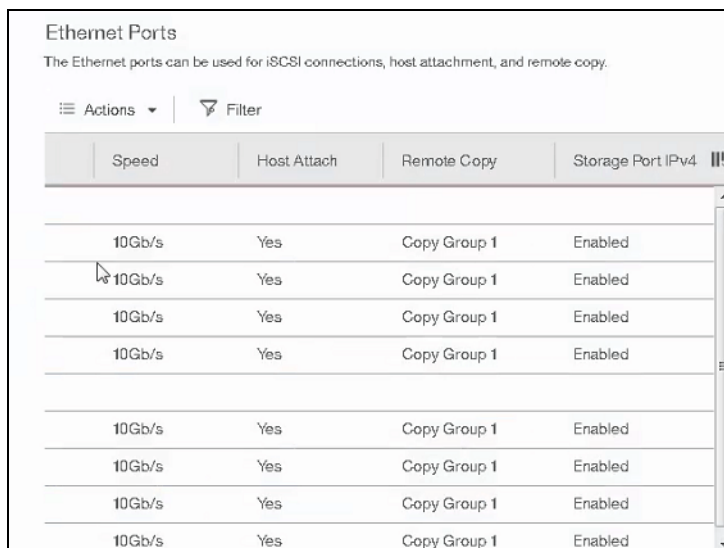 Ethernet Ports
The Ethernet ports can be used for iSCSI connections, host attachment, and remote copy.
Actions Filter
Speed Host Attach Remote Copy Storage Port IPv4
10Gb/s Yes Copy Group 1 Enabled
10Gb/s Yes Copy Group 1 Enabled
10Gb/s Yes Copy Group 1 Enabled
10Gb/s Yes Copy Group 1 Enabled
10Gb/s Yes Copy Group 1 Enabled
10Gb/s Yes Copy Group 1 Enabled
10Gb/s Yes Copy Group 1 Enabled
10Gb/s Yes Copy Group 1 Enabled